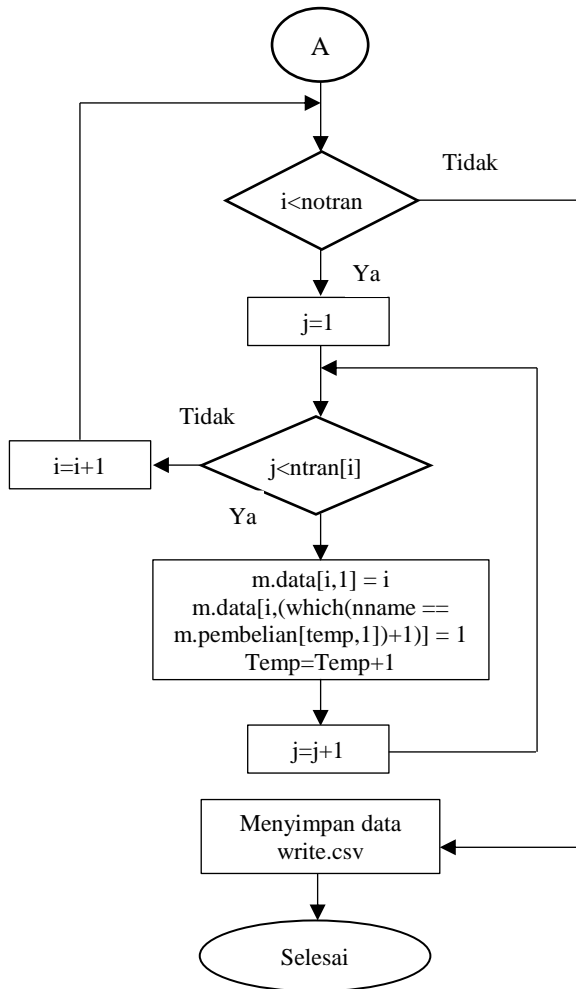 A
Tidak
i<notran
Ya
j=1
Tidak
i=i+1
j<ntran[i]
Ya
m.data[i,1] = i
m.data[i,(which(nname ==
m.pembelian[temp,1])+1)] = 1
Temp=Temp+1
j=j+1
Menyimpan data
write.csv
Selesai